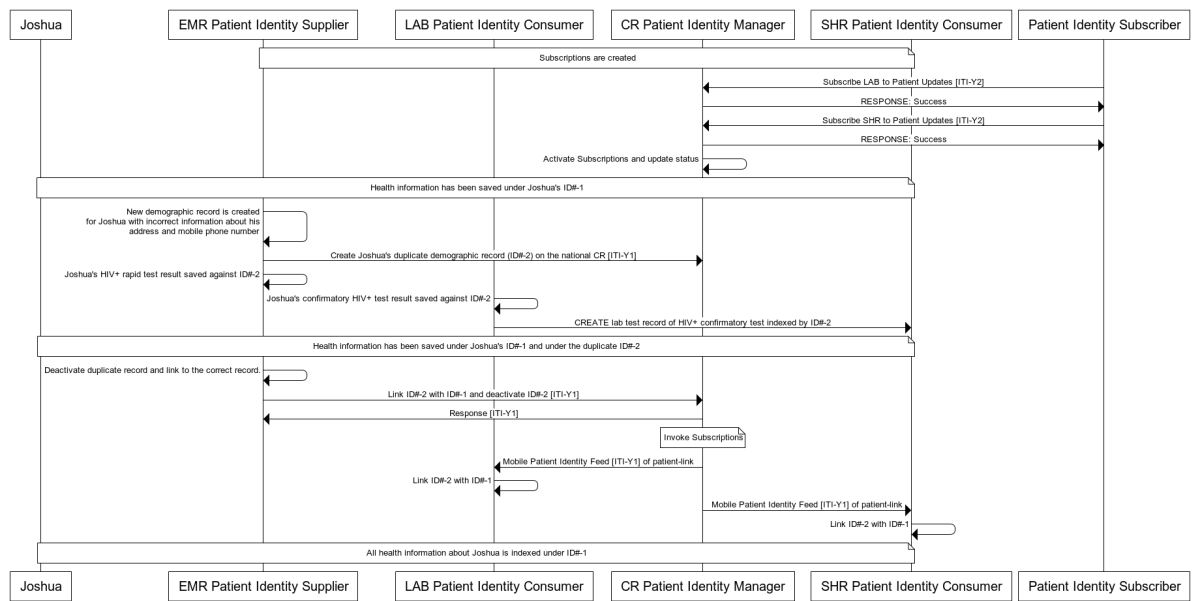 Joshua
EMR Patient Identity Supplier
LAB Patient Identity Consumer
CR Patient Identity Manager
SHR Patient Identity Consumer
Patient Identity Subscriber
Subscriptions are created
Subscribe LAB to Patient Updates [ITI-Y2]
RESPONSE: Success
Subscribe SHR to Patient Updates [ITI-Y2]
RESPONSE: Success
Activate Subscriptions and update status
Health information has been saved under Joshua's ID#-1
New demographic record is created
for Joshua with incorrect information about his
address and mobile phone number
Create Joshua's duplicate demographic record (ID#-2) on the national CR [ITI-Y1]
Joshua's HIV+ rapid test result saved against ID#-2
Joshua's confirmatory HIV+ test result saved against ID#-2
CREATE lab test record of HIV+ confirmatory test indexed by ID#-2
Health information has been saved under Joshua's ID#-1 and under the duplicate ID#-2
Deactivate duplicate record and link to the correct record.
Link ID#-2 with ID#-1 and deactivate ID#-2 [ITI-Y1]
Response [ITI-Y1]
Invoke Subscriptions
Mobile Patient Identity Feed [ITI-Y1] of patient-link
Link ID#-2 with ID#-1
Mobile Patient Identity Feed [ITI-Y1] of patient-link
Link ID#-2 with ID#-1
All health information about Joshua is indexed under ID#-1
Joshua
EMR Patient Identity Supplier
LAB Patient Identity Consumer
CR Patient Identity Manager
SHR Patient Identity Consumer
Patient Identity Subscriber